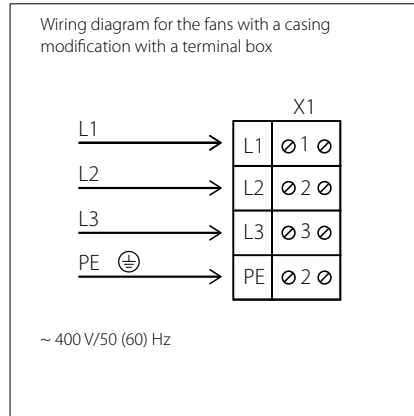 Wiring diagram for the fans with a casing
modification with a terminal box
X1
L1 L1 1
L2 L2 2
L3 L3 3
PE PE 2
~ 400 V/50 (60) Hz